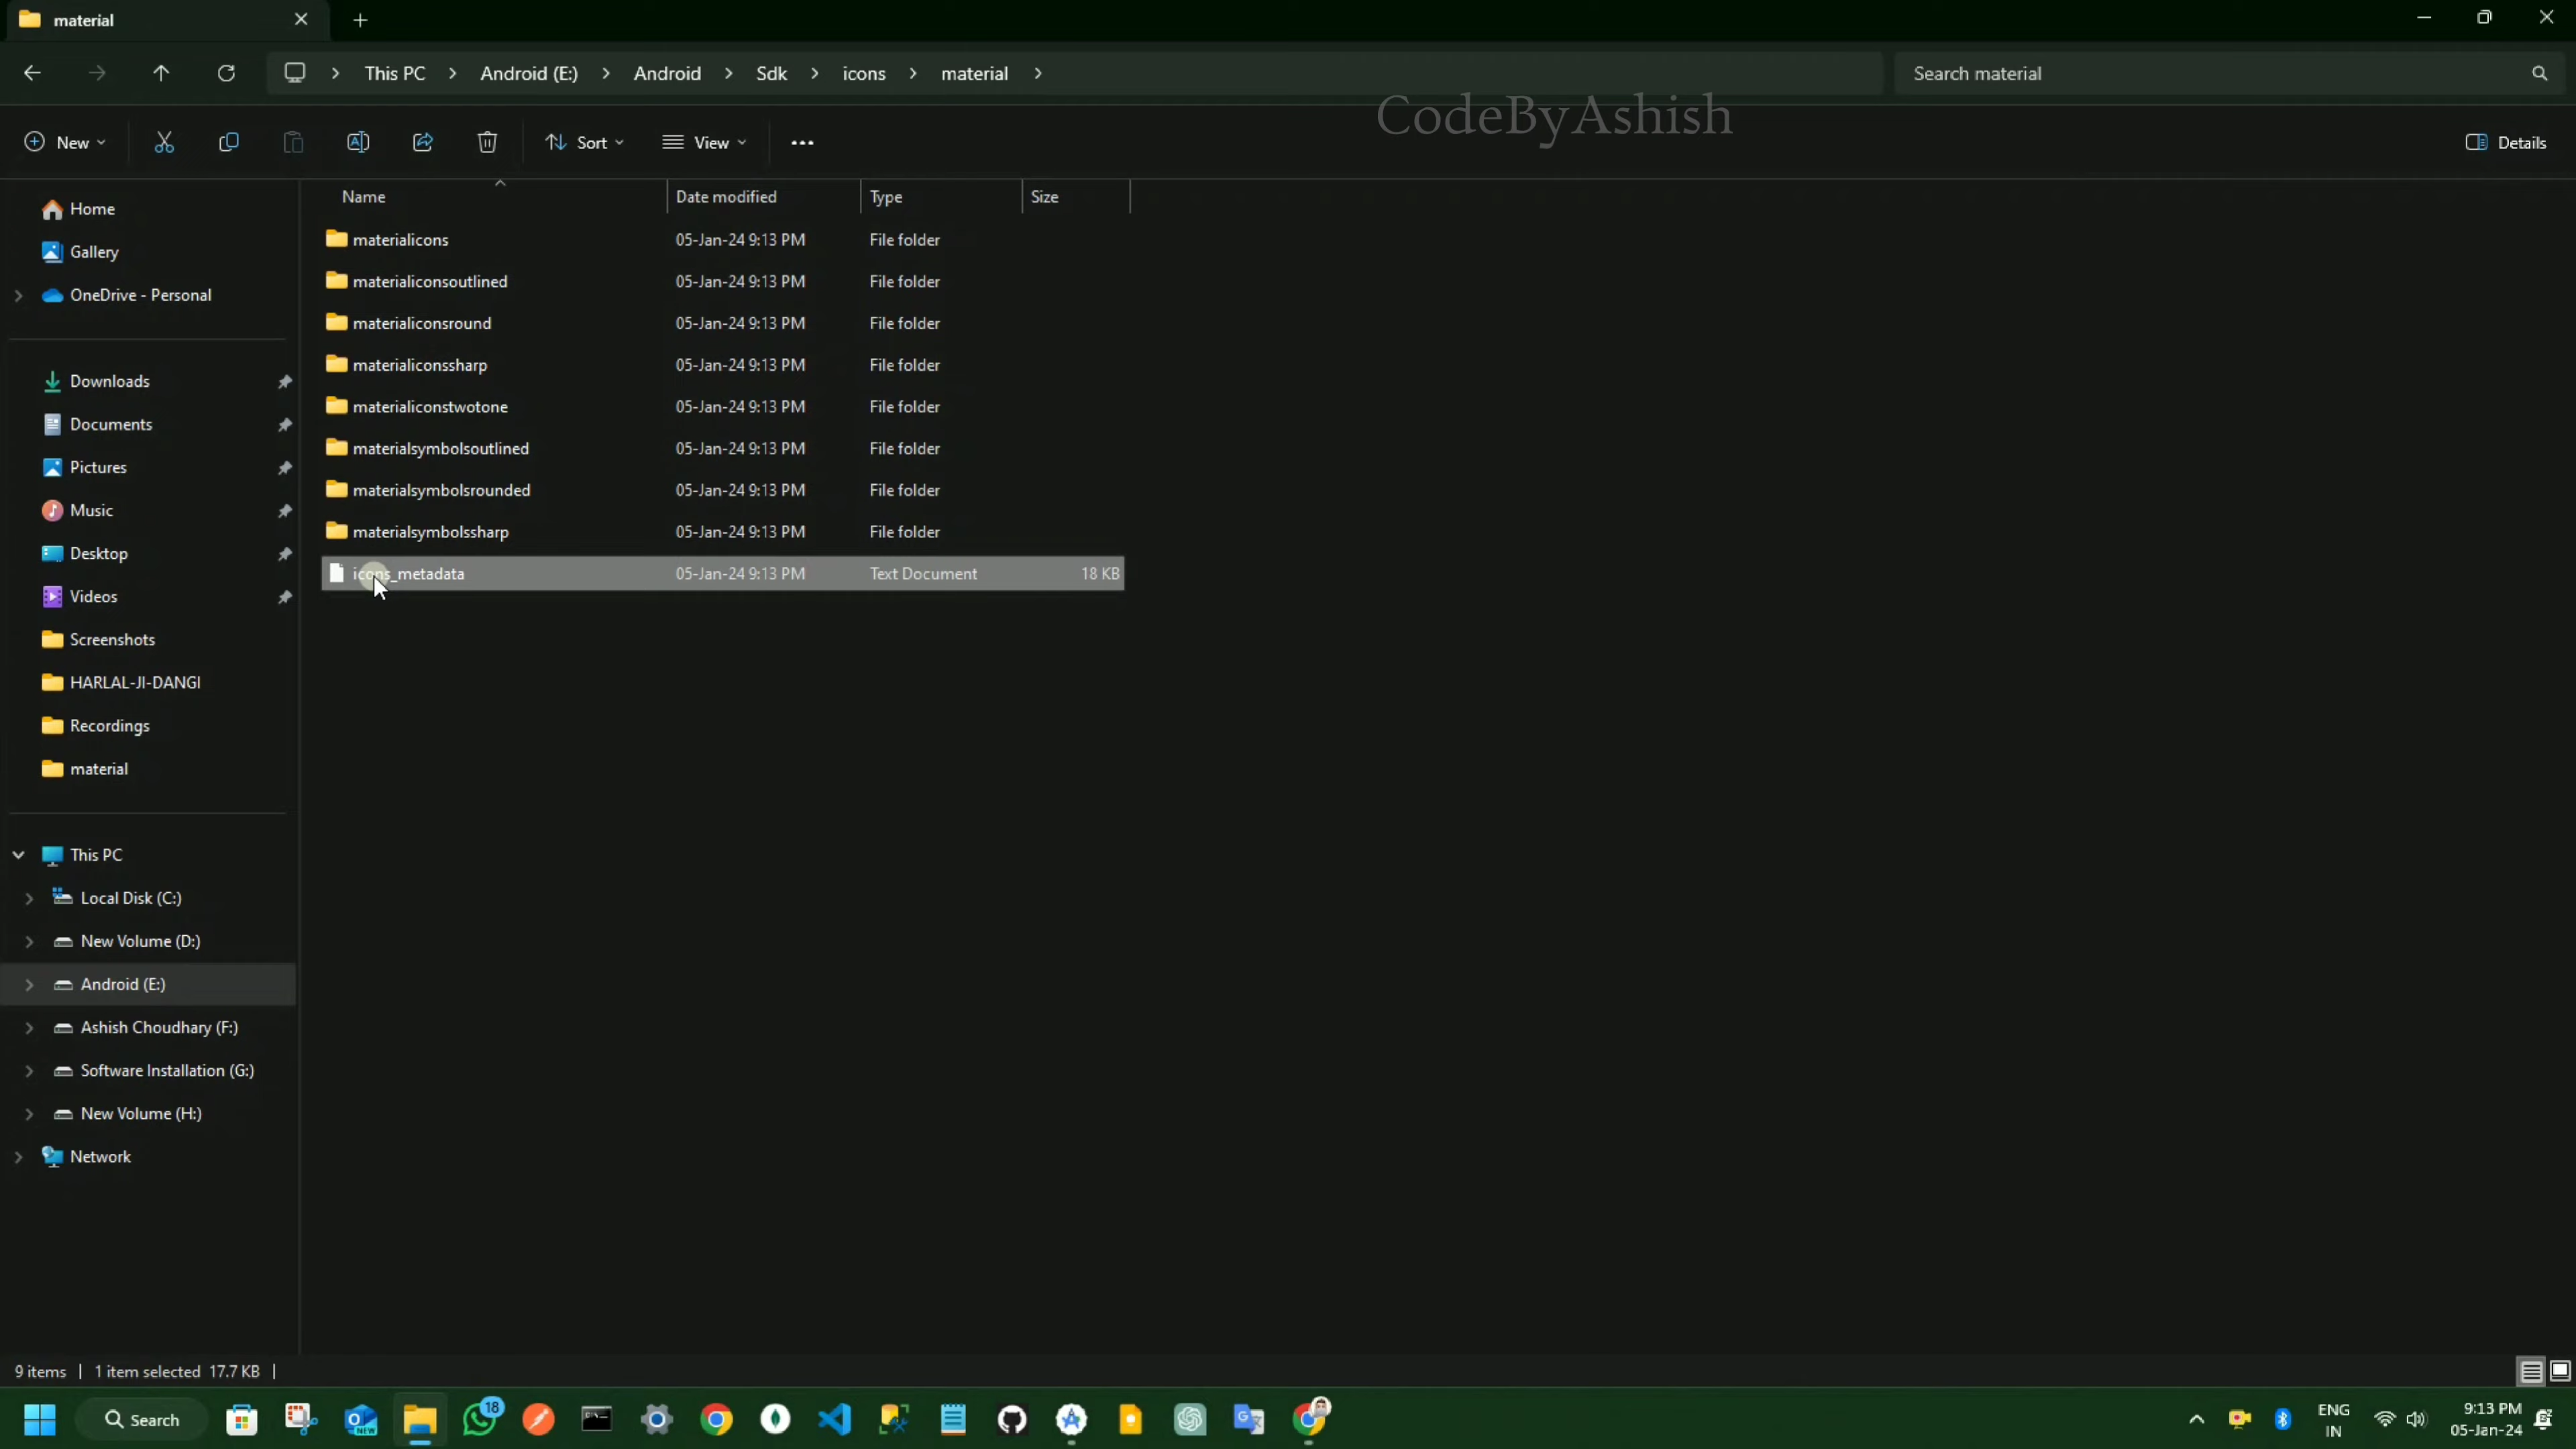 material
This PC
Android (E:)
Android
Sdk
icons
material
Search material
CodeByAshish
New
Sort
View
Details
Home
Gallery
OneDrive - Personal
Downloads
Documents
Pictures
Music
Desktop
Videos
Screenshots
HARLAL-JI-DANGI
Recordings
material
This PC
Local Disk (C:)
New Volume (D:)
Android (E:)
Ashish Choudhary (F:)
Software Installation (G:)
New Volume (H:)
Network
Name Date modified Type Size
materialicons 05-Jan-24 9:13 PM File folder
materialiconsoutlined 05-Jan-24 9:13 PM File folder
materialiconsround 05-Jan-24 9:13 PM File folder
materialiconssharp 05-Jan-24 9:13 PM File folder
materialiconstwotone 05-Jan-24 9:13 PM File folder
materialsymbolsoutlined 05-Jan-24 9:13 PM File folder
materialsymbolsrounded 05-Jan-24 9:13 PM File folder
materialsymbolssharp 05-Jan-24 9:13 PM File folder
icons_metadata 05-Jan-24 9:13 PM Text Document 18 KB
9 items 1 item selected 17.7 KB
Search
NEW
18
ENG
IN
9:13 PM
05-Jan-24